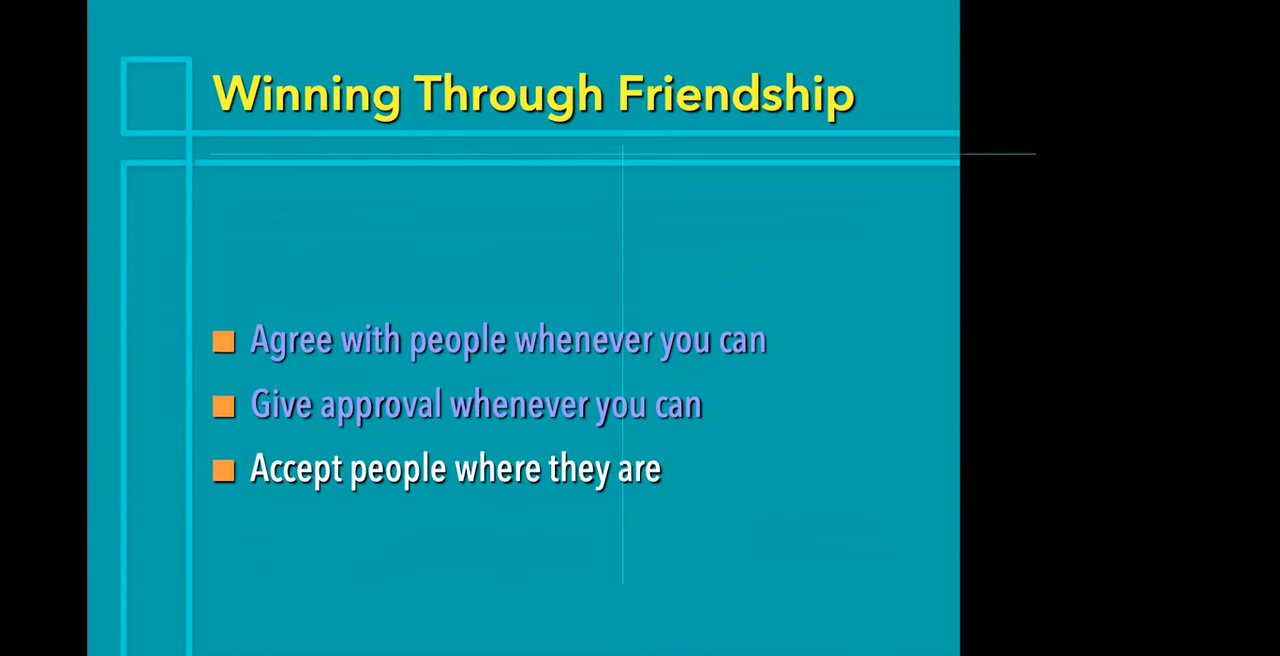 Winning Through Friendship
Agree with people whenever you can
Give approval whenever you can
Accept people where they are